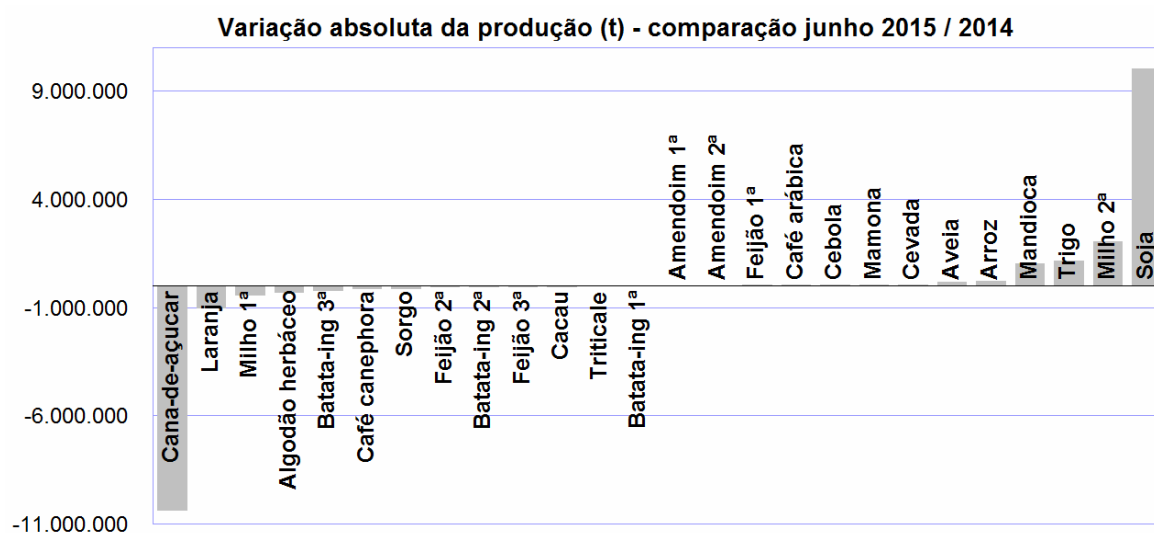 Variação absoluta da produção (t) - comparação junho 2015 / 2014
9.000.000
4.000.000
-1.000.000
-6.000.000
-11.000.000
Cana-de-açucar
Laranja
Milho 1ª
Algodão herbáceo
Batata-ing 3ª
Café canephora
Sorgo
Feijão 2ª
Batata-ing 2ª
Feijão 3ª
Cacau
Triticale
Batata-ing 1ª
Amendoim 1ª
Amendoim 2ª
Feijão 1ª
Café arábica
Cebola
Mamona
Cevada
Aveia
Arroz
Mandioca
Trigo
Milho 2ª
Soja